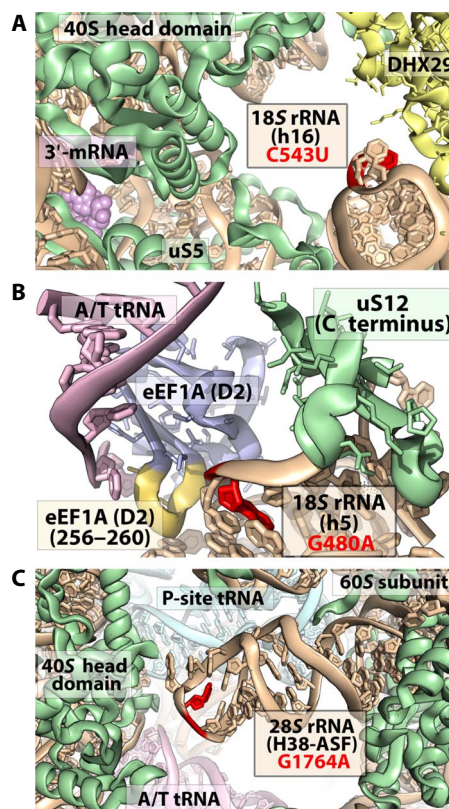 A
40S head domain
DHX29
18S rRNA
(h16)
C543U
3'-mRNA
uS5
B
A/T tRNA
uS12
(C terminus)
eEF1A (D2)
eEF1A (D2)
(256–260)
18S rRNA
(h5)
G480A
C
P-site tRNA
60S subunit
40S head
domain
28S rRNA
(H38-ASF)
G1764A
A/T tRNA